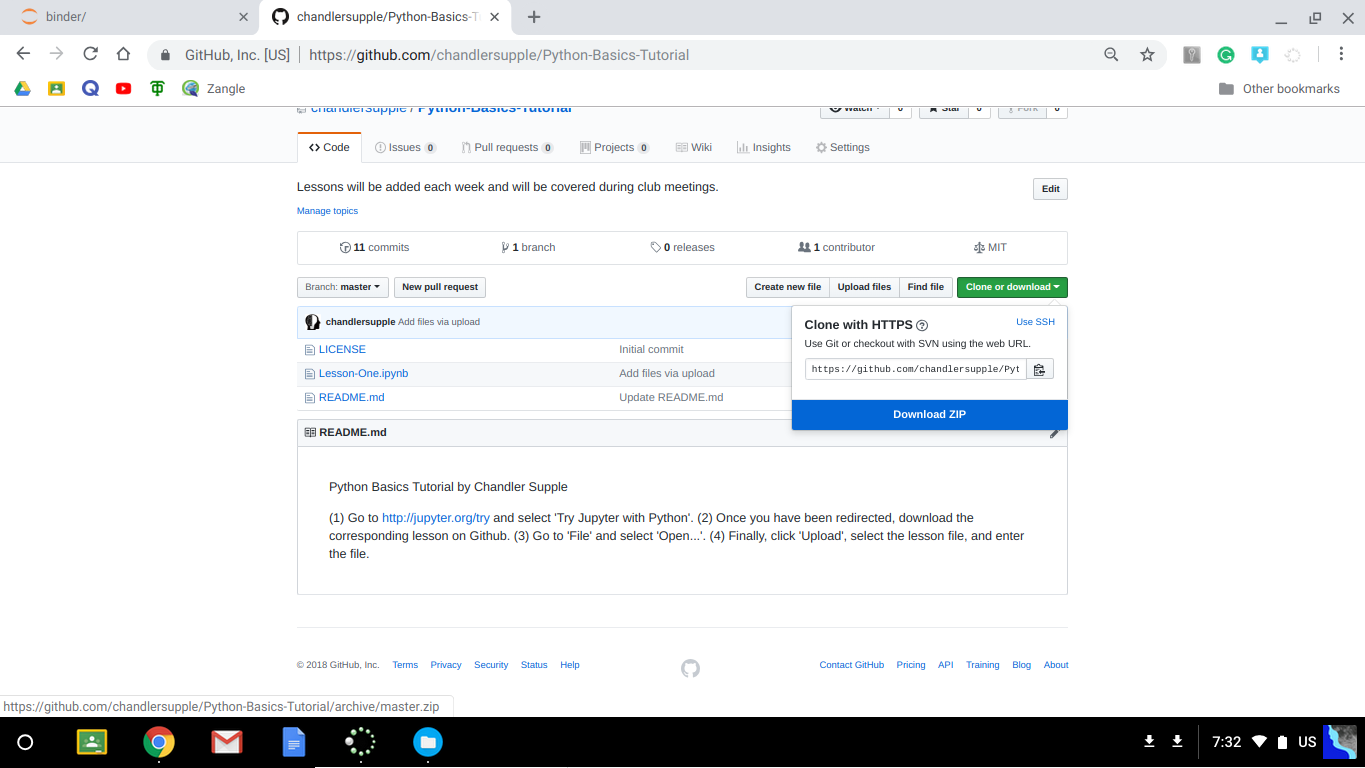 binder/
chandlersupple/Python-Basics-T
GitHub, Inc. [US] https://github.com/chandlersupple/Python-Basics-Tutorial
Zangle
Other bookmarks
chandlersupple / Python-Basics-Tutorial
Watch 0 Star 0 Fork 0
Code Issues 0 Pull requests 0 Projects 0 Wiki Insights Settings
Lessons will be added each week and will be covered during club meetings.
Edit
Manage topics
11 commits 1 branch 0 releases 1 contributor MIT
Branch: master New pull request Create new file Upload files Find file Clone or download
chandlersupple Add files via upload
LICENSE Initial commit
Lesson-One.ipynb Add files via upload
README.md Update README.md
Clone with HTTPS ? Use SSH
Use Git or checkout with SVN using the web URL.
https://github.com/chandlersupple/Pyt
Download ZIP
README.md
Python Basics Tutorial by Chandler Supple
(1) Go to http://jupyter.org/try and select 'Try Jupyter with Python'. (2) Once you have been redirected, download the
corresponding lesson on Github. (3) Go to 'File' and select 'Open...'. (4) Finally, click 'Upload', select the lesson file, and enter
the file.
© 2018 GitHub, Inc. Terms Privacy Security Status Help Contact GitHub Pricing API Training Blog About
https://github.com/chandlersupple/Python-Basics-Tutorial/archive/master.zip
7:32 US